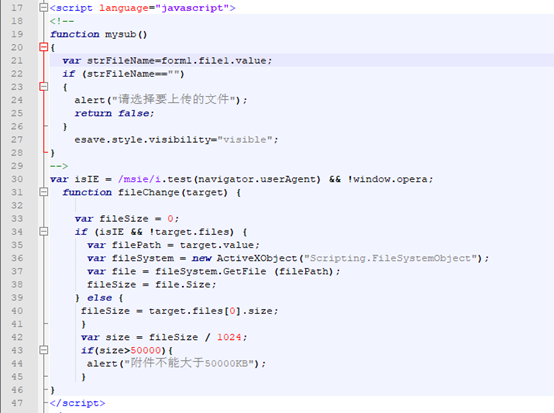 17 <script language="javascript">
18 <!--
19 function mysub()
20 {
21 var strFileName=form1.file1.value;
22 if (strFileName=="")
23 {
24 alert("请选择要上传的文件");
25 return false;
26 }
27 esave.style.visibility="visible";
28 }
29 -->
30 var isIE = /msie/i.test(navigator.userAgent) && !window.opera;
31 function fileChange(target) {
32
33 var fileSize = 0;
34 if (isIE && !target.files) {
35 var filePath = target.value;
36 var fileSystem = new ActiveXObject("Scripting.FileSystemObject");
37 var file = fileSystem.GetFile (filePath);
38 fileSize = file.Size;
39 } else {
40 fileSize = target.files[0].size;
41 }
42 var size = fileSize / 1024;
43 if(size>50000){
44 alert("附件不能大于50000KB");
45 }
46 }
47 </script>